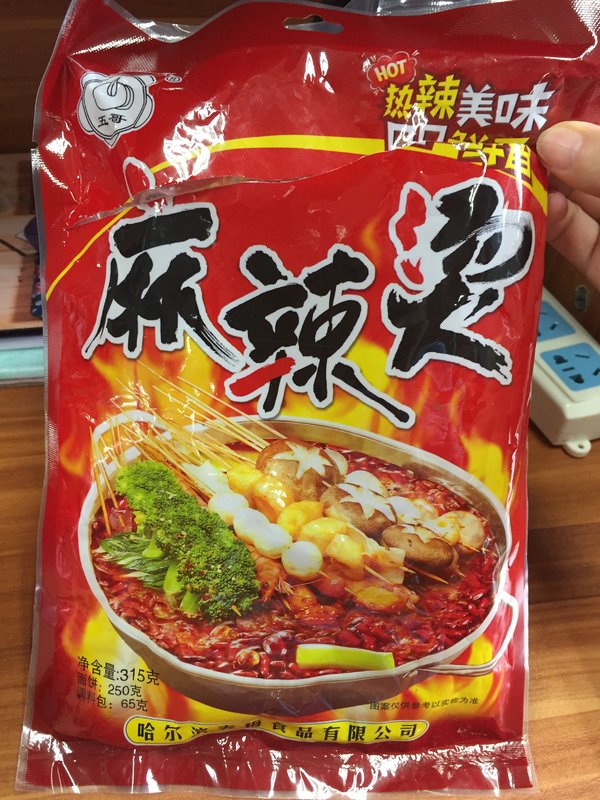 五哥
®
HOT
热辣美味
麻辣烫
净含量:315克
面饼：250克
调料包：65克
图案仅供参考以实物为准
哈尔滨 食品有限公司